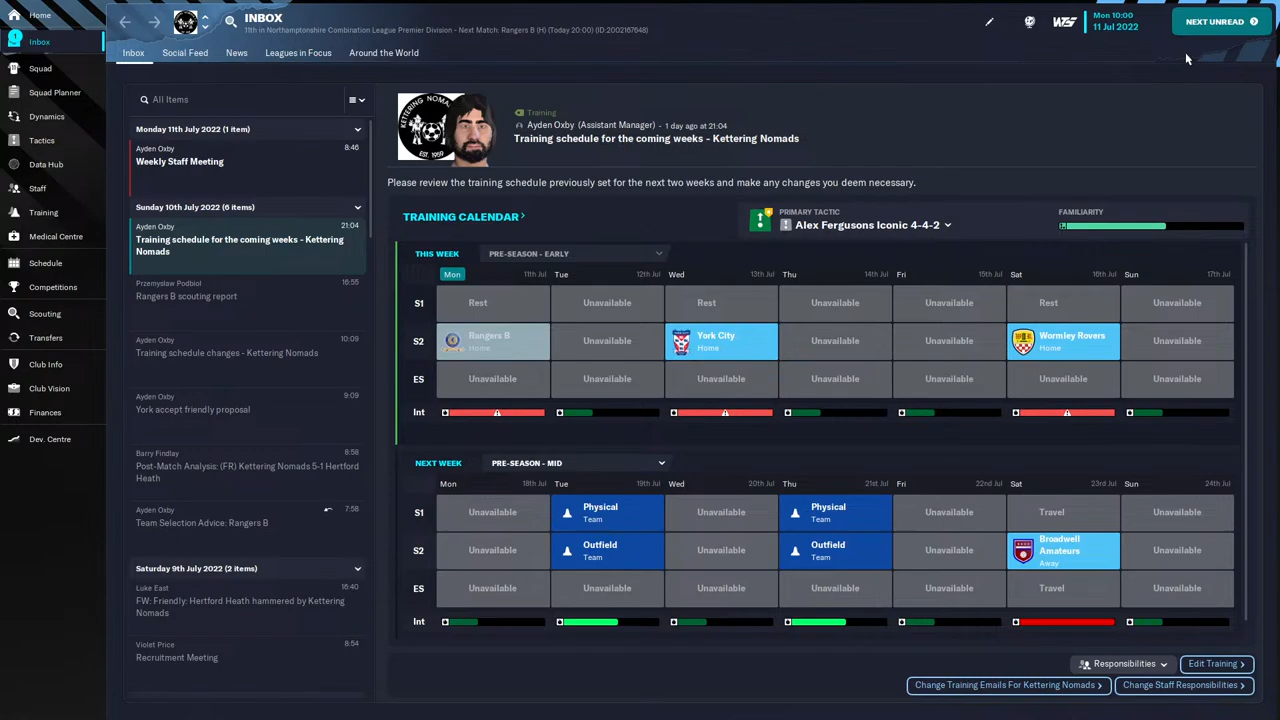 Home
Inbox
1
Squad
Squad Planner
Dynamics
Tactics
Data Hub
Staff
Training
Medical Centre
Schedule
Competitions
Scouting
Transfers
Club Info
Club Vision
Finances
Dev. Centre
INBOX
11th in Northamptonshire Combination League Premier Division - Next Match: Rangers B (H) (Today 20:00) (ID:2002167648)
Mon 10:00
11 Jul 2022
NEXT UNREAD
Inbox Social Feed News Leagues in Focus Around the World
All Items
Monday 11th July 2022 (1 item)
Ayden Oxby 8:46
Weekly Staff Meeting
Sunday 10th July 2022 (6 items)
Ayden Oxby 21:04
Training schedule for the coming weeks - Kettering
Nomads
Przemyslaw Podbiol 16:55
Rangers B scouting report
Ayden Oxby 10:09
Training schedule changes - Kettering Nomads
Ayden Oxby 9:09
York accept friendly proposal
Barry Findlay 8:58
Post-Match Analysis: (FR) Kettering Nomads 5-1 Hertford
Heath
Ayden Oxby 7:58
Team Selection Advice: Rangers B
Saturday 9th July 2022 (2 items)
Luke East 16:40
FW: Friendly: Hertford Heath hammered by Kettering
Nomads
Violet Price 8:54
Recruitment Meeting
KETTERING NOMADS
EST. 1959
Training
Ayden Oxby (Assistant Manager) - 1 day ago at 21:04
Training schedule for the coming weeks - Kettering Nomads
Please review the training schedule previously set for the next two weeks and make any changes you deem necessary.
TRAINING CALENDAR
PRIMARY TACTIC
Alex Fergusons Iconic 4-4-2
FAMILIARITY
THIS WEEK PRE-SEASON - EARLY
Mon 11th Jul Tue 12th Jul Wed 13th Jul Thu 14th Jul Fri 15th Jul Sat 16th Jul Sun 17th Jul
S1 Rest Unavailable Rest Unavailable Unavailable Rest Unavailable
S2 Rangers B Home Unavailable York City Home Unavailable Unavailable Wormley Rovers Home Unavailable
ES Unavailable Unavailable Unavailable Unavailable Unavailable Unavailable Unavailable
Int
NEXT WEEK PRE-SEASON - MID
Mon 18th Jul Tue 19th Jul Wed 20th Jul Thu 21st Jul Fri 22nd Jul Sat 23rd Jul Sun 24th Jul
S1 Unavailable Physical Team Unavailable Physical Team Unavailable Travel Unavailable
S2 Unavailable Outfield Team Unavailable Outfield Team Unavailable Broadwell Amateurs Away Unavailable
ES Unavailable Unavailable Unavailable Unavailable Unavailable Travel Unavailable
Int
Responsibilities Edit Training
Change Training Emails For Kettering Nomads Change Staff Responsibilities